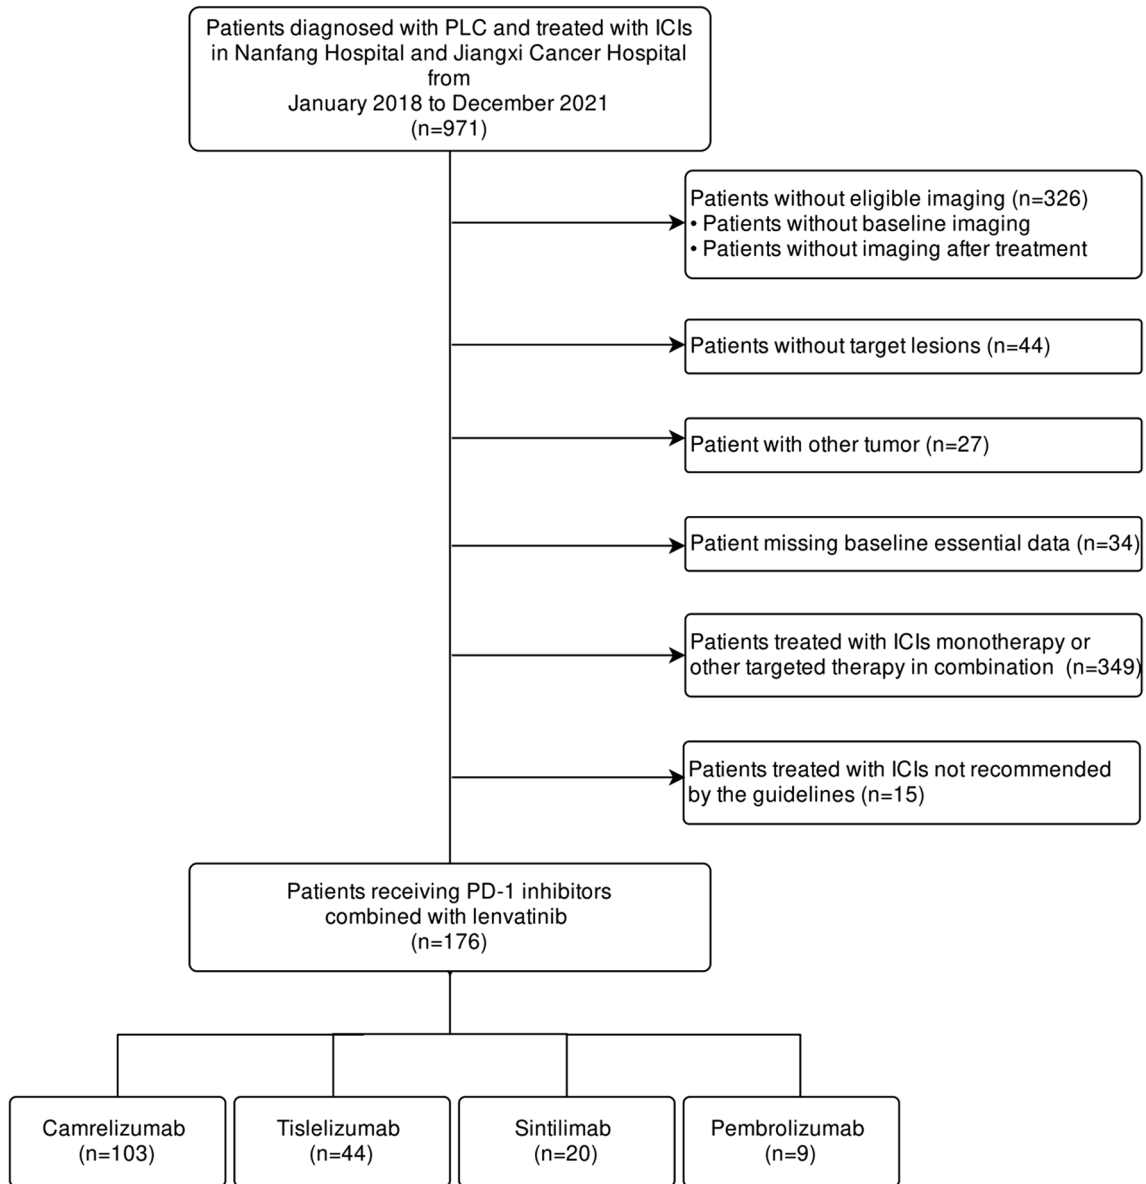 Patients diagnosed with PLC and treated with ICIs
in Nanfang Hospital and Jiangxi Cancer Hospital
from
January 2018 to December 2021
(n=971)
Patients without eligible imaging (n=326)
• Patients without baseline imaging
• Patients without imaging after treatment
Patients without target lesions (n=44)
Patient with other tumor (n=27)
Patient missing baseline essential data (n=34)
Patients treated with ICIs monotherapy or
other targeted therapy in combination (n=349)
Patients treated with ICIs not recommended
by the guidelines (n=15)
Patients receiving PD-1 inhibitors
combined with lenvatinib
(n=176)
Camrelizumab
(n=103)
Tislelizumab
(n=44)
Sintilimab
(n=20)
Pembrolizumab
(n=9)